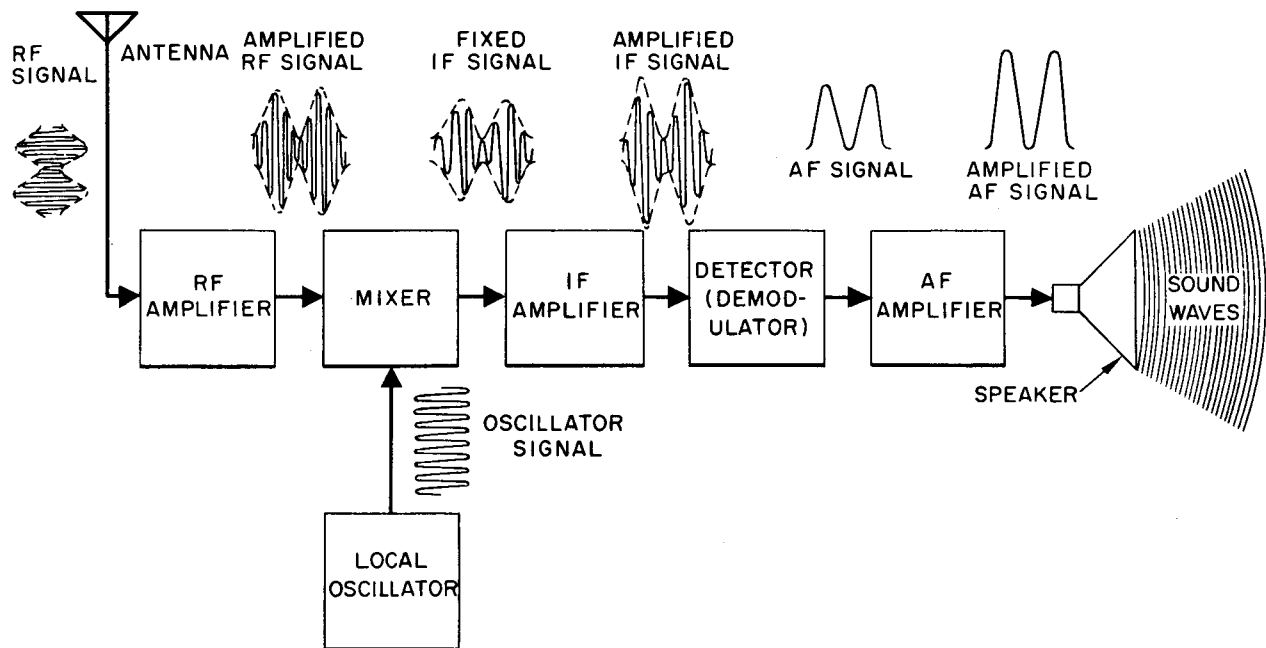 RF
SIGNAL
ANTENNA
AMPLIFIED
RF SIGNAL
FIXED
IF SIGNAL
AMPLIFIED
IF SIGNAL
AF SIGNAL
AMPLIFIED
AF SIGNAL
RF
AMPLIFIER
MIXER
IF
AMPLIFIER
DETECTOR
(DEMOD-
ULATOR)
AF
AMPLIFIER
SOUND
WAVES
SPEAKER
OSCILLATOR
SIGNAL
LOCAL
OSCILLATOR